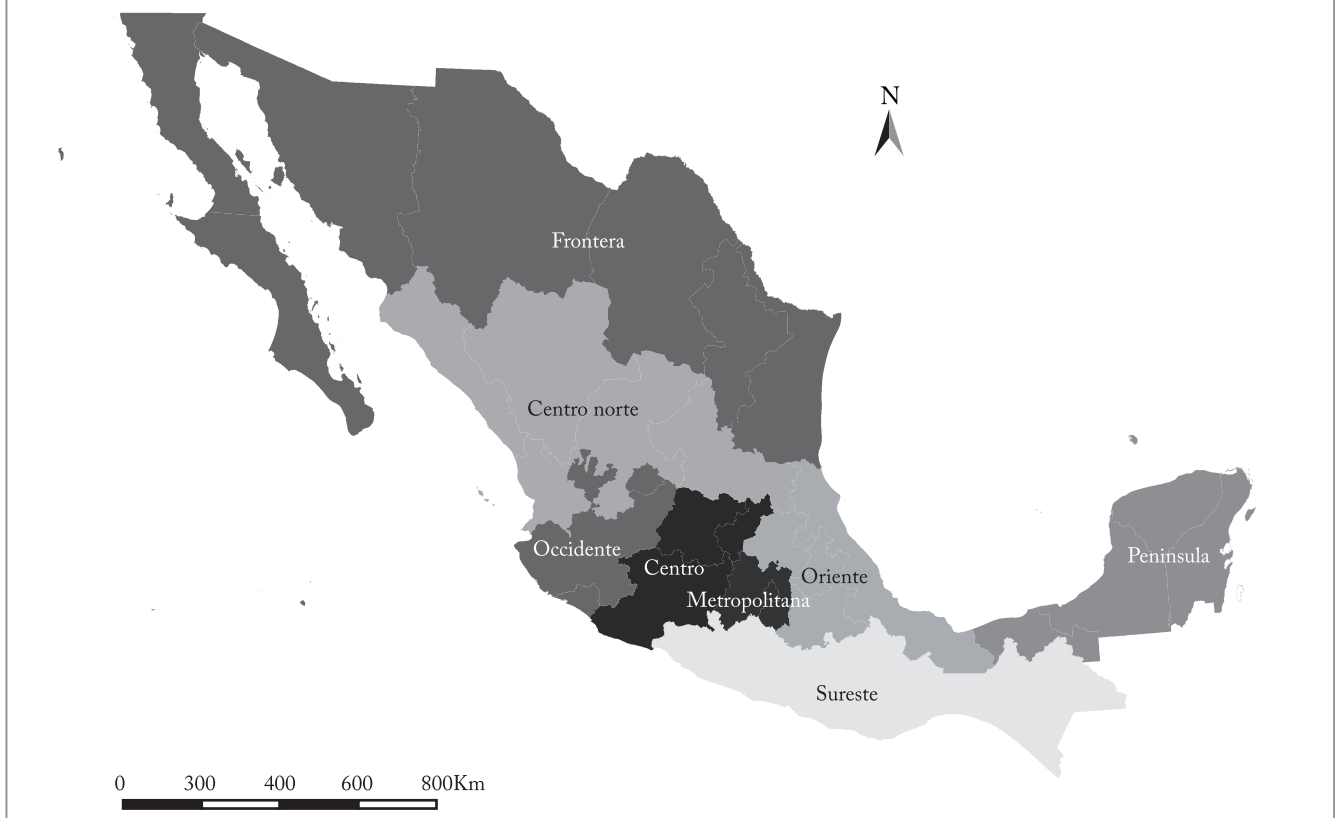 N
Frontera
Centro norte
Occidente
Centro
Metropolitana
Oriente
Peninsula
Sureste
0 300 400 600 800Km